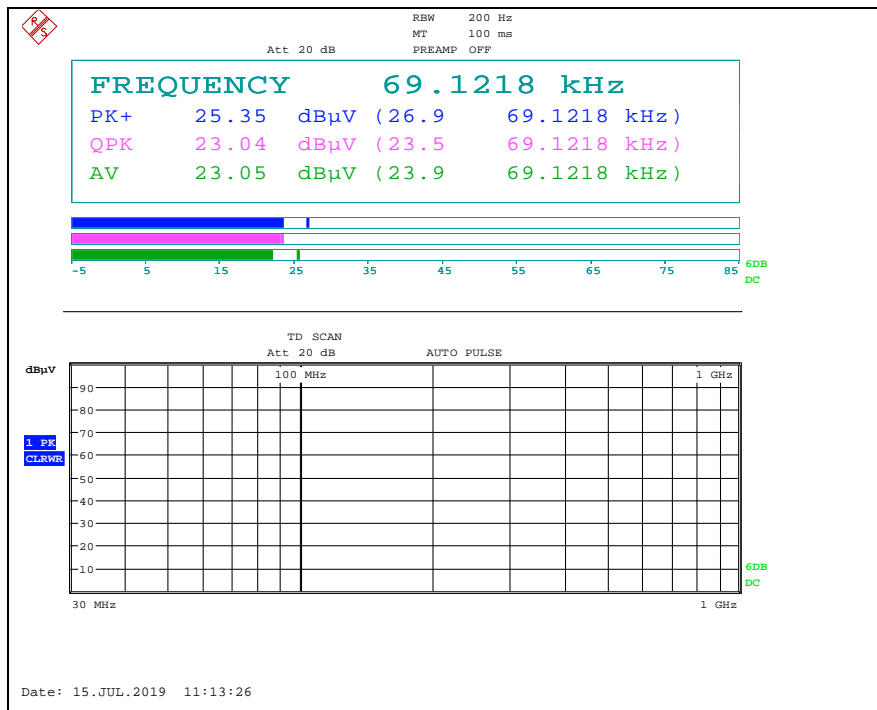 R S
RBW 200 Hz
MT 100 ms
Att 20 dB PREAMP OFF
FREQUENCY 69.1218 kHz
PK+ 25.35 dBµV (26.9 69.1218 kHz)
QPK 23.04 dBµV (23.5 69.1218 kHz)
AV 23.05 dBµV (23.9 69.1218 kHz)
-5 5 15 25 35 45 55 65 75 85
6DB
DC
TD SCAN
Att 20 dB AUTO PULSE
dBµV
100 MHz 1 GHz
90
80
70
1 PK
CLRWR
60
50
40
30
20
10
6DB
DC
30 MHz 1 GHz
Date: 15.JUL.2019 11:13:26